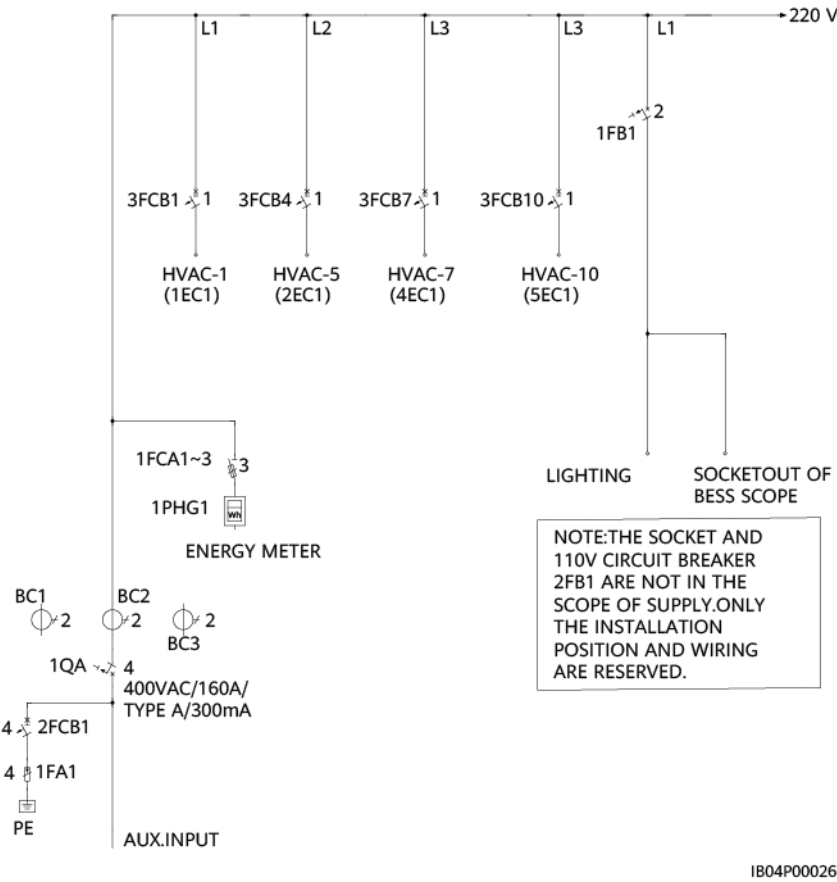 220 V
L1
L2
L3
L3
L1
1FB1
2
3FCB1
1
3FCB4
1
3FCB7
1
3FCB10
1
HVAC-1
(1EC1)
HVAC-5
(2EC1)
HVAC-7
(4EC1)
HVAC-10
(5EC1)
1FCA1~3
3
1PHG1
Wh
ENERGY METER
LIGHTING
SOCKETOUT OF
BESS SCOPE
NOTE:THE SOCKET AND
110V CIRCUIT BREAKER
2FB1 ARE NOT IN THE
SCOPE OF SUPPLY.ONLY
THE INSTALLATION
POSITION AND WIRING
ARE RESERVED.
BC1
2
BC2
2
2
BC3
1QA
4
400VAC/160A/
TYPE A/300mA
4
2FCB1
4
1FA1
PE
AUX.INPUT
IB04P00026